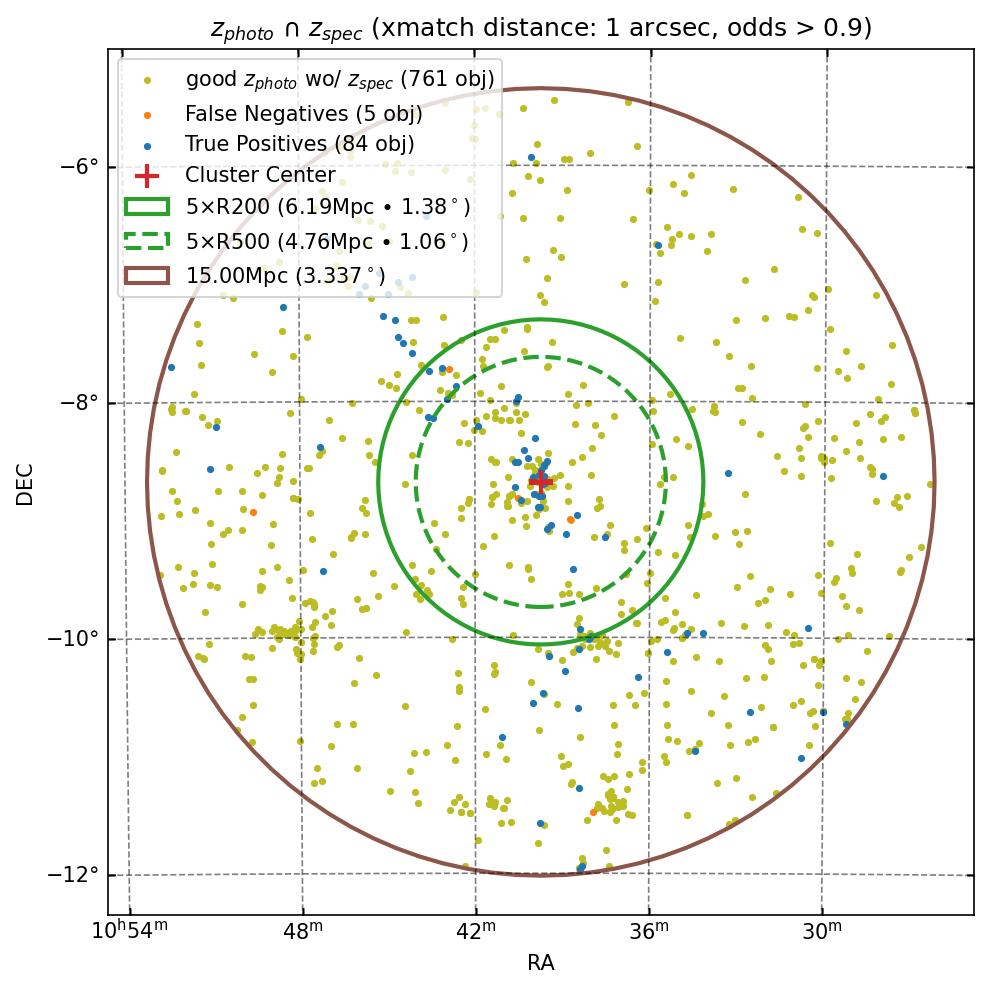 z_photo ∩ z_spec (xmatch distance: 1 arcsec, odds > 0.9)
good z_photo wo/ z_spec (761 obj)
False Negatives (5 obj)
True Positives (84 obj)
Cluster Center
5×R200 (6.19Mpc • 1.38°)
5×R500 (4.76Mpc • 1.06°)
15.00Mpc (3.337°)
−6°
−8°
−10°
−12°
DEC
10h54m 48m 42m 36m 30m
RA